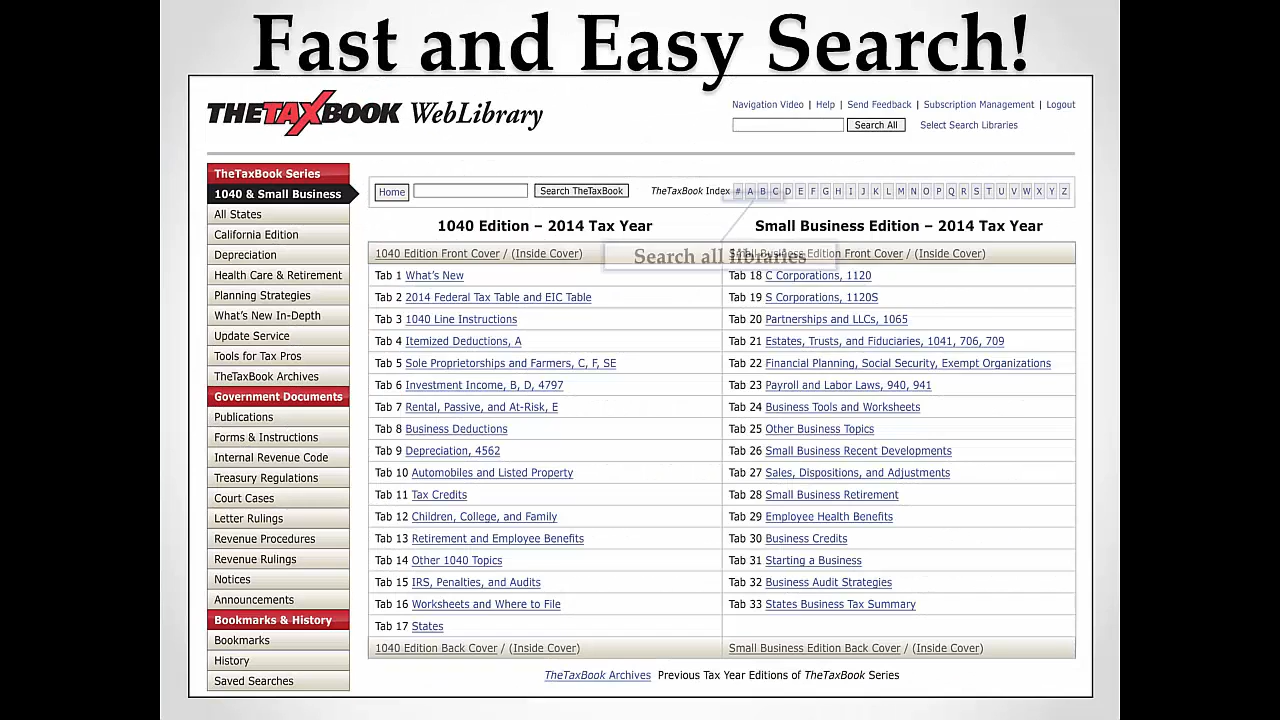 Fast and Easy Search!
THETAXBOOK WebLibrary
Navigation Video | Help | Send Feedback | Subscription Management | Logout
Search All Select Search Libraries
TheTaxBook Series
1040 & Small Business
All States
California Edition
Depreciation
Health Care & Retirement
Planning Strategies
What's New In-Depth
Update Service
Tools for Tax Pros
TheTaxBook Archives
Government Documents
Publications
Forms & Instructions
Internal Revenue Code
Treasury Regulations
Court Cases
Letter Rulings
Revenue Procedures
Revenue Rulings
Notices
Announcements
Bookmarks & History
Bookmarks
History
Saved Searches
Home Search TheTaxBook TheTaxBook Index # A B C D E F G H I J K L M N O P Q R S T U V W X Y Z
1040 Edition – 2014 Tax Year
1040 Edition Front Cover / (Inside Cover)
Tab 1 What's New
Tab 2 2014 Federal Tax Table and EIC Table
Tab 3 1040 Line Instructions
Tab 4 Itemized Deductions, A
Tab 5 Sole Proprietorships and Farmers, C, F, SE
Tab 6 Investment Income, B, D, 4797
Tab 7 Rental, Passive, and At-Risk, E
Tab 8 Business Deductions
Tab 9 Depreciation, 4562
Tab 10 Automobiles and Listed Property
Tab 11 Tax Credits
Tab 12 Children, College, and Family
Tab 13 Retirement and Employee Benefits
Tab 14 Other 1040 Topics
Tab 15 IRS, Penalties, and Audits
Tab 16 Worksheets and Where to File
Tab 17 States
1040 Edition Back Cover / (Inside Cover)
Small Business Edition – 2014 Tax Year
Small Business Edition Front Cover / (Inside Cover)
Search all libraries
Tab 18 C Corporations, 1120
Tab 19 S Corporations, 1120S
Tab 20 Partnerships and LLCs, 1065
Tab 21 Estates, Trusts, and Fiduciaries, 1041, 706, 709
Tab 22 Financial Planning, Social Security, Exempt Organizations
Tab 23 Payroll and Labor Laws, 940, 941
Tab 24 Business Tools and Worksheets
Tab 25 Other Business Topics
Tab 26 Small Business Recent Developments
Tab 27 Sales, Dispositions, and Adjustments
Tab 28 Small Business Retirement
Tab 29 Employee Health Benefits
Tab 30 Business Credits
Tab 31 Starting a Business
Tab 32 Business Audit Strategies
Tab 33 States Business Tax Summary
Small Business Edition Back Cover / (Inside Cover)
TheTaxBook Archives Previous Tax Year Editions of TheTaxBook Series